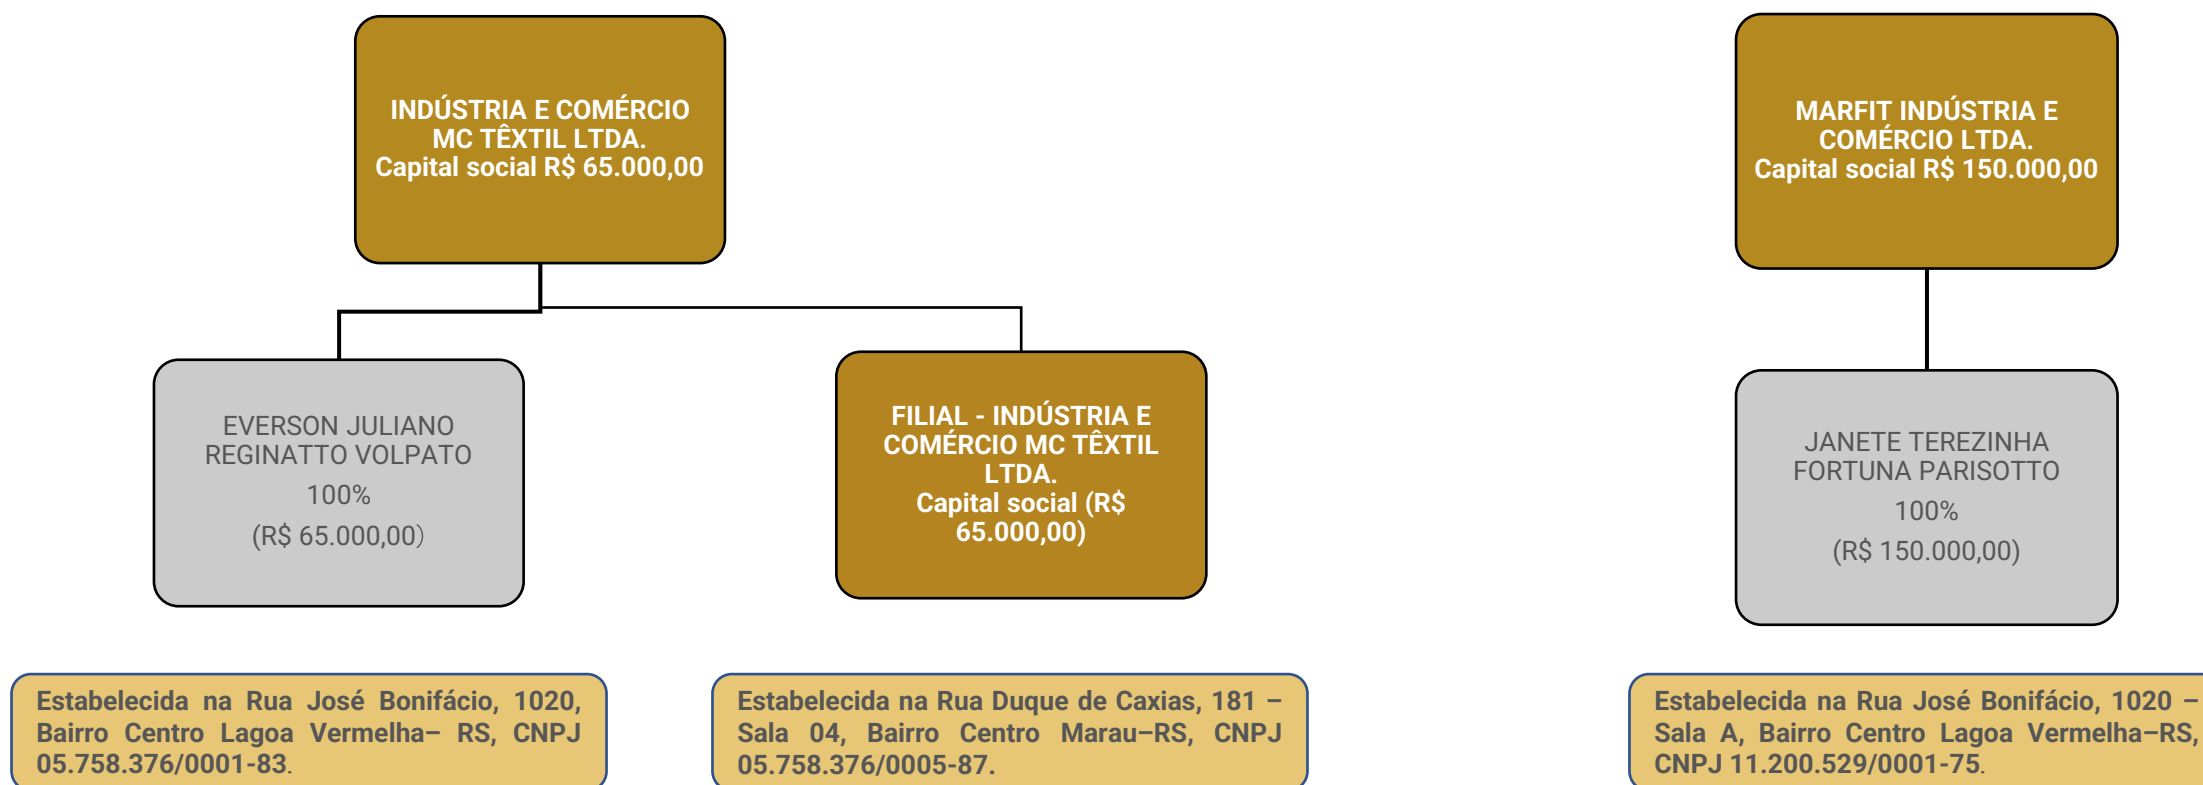 INDÚSTRIA E COMÉRCIO
MC TÊXTIL LTDA.
Capital social R$ 65.000,00
MARFIT INDÚSTRIA E
COMÉRCIO LTDA.
Capital social R$ 150.000,00
EVERSON JULIANO
REGINATTO VOLPATO
100%
(R$ 65.000,00)
FILIAL - INDÚSTRIA E
COMÉRCIO MC TÊXTIL
LTDA.
Capital social (R$
65.000,00)
JANETE TEREZINHA
FORTUNA PARISOTTO
100%
(R$ 150.000,00)
Estabelecida na Rua José Bonifácio, 1020,
Bairro Centro Lagoa Vermelha– RS, CNPJ
05.758.376/0001-83.
Estabelecida na Rua Duque de Caxias, 181 –
Sala 04, Bairro Centro Marau–RS, CNPJ
05.758.376/0005-87.
Estabelecida na Rua José Bonifácio, 1020 –
Sala A, Bairro Centro Lagoa Vermelha–RS,
CNPJ 11.200.529/0001-75.